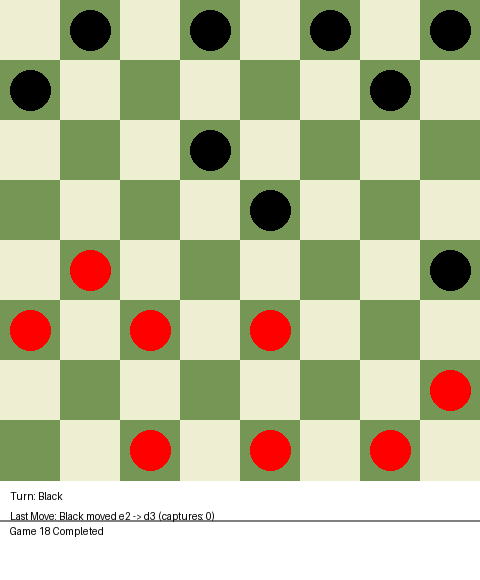 Turn: Black
Last Move: Black moved e2 -> d3 (captures: 0)
Game 18 Completed